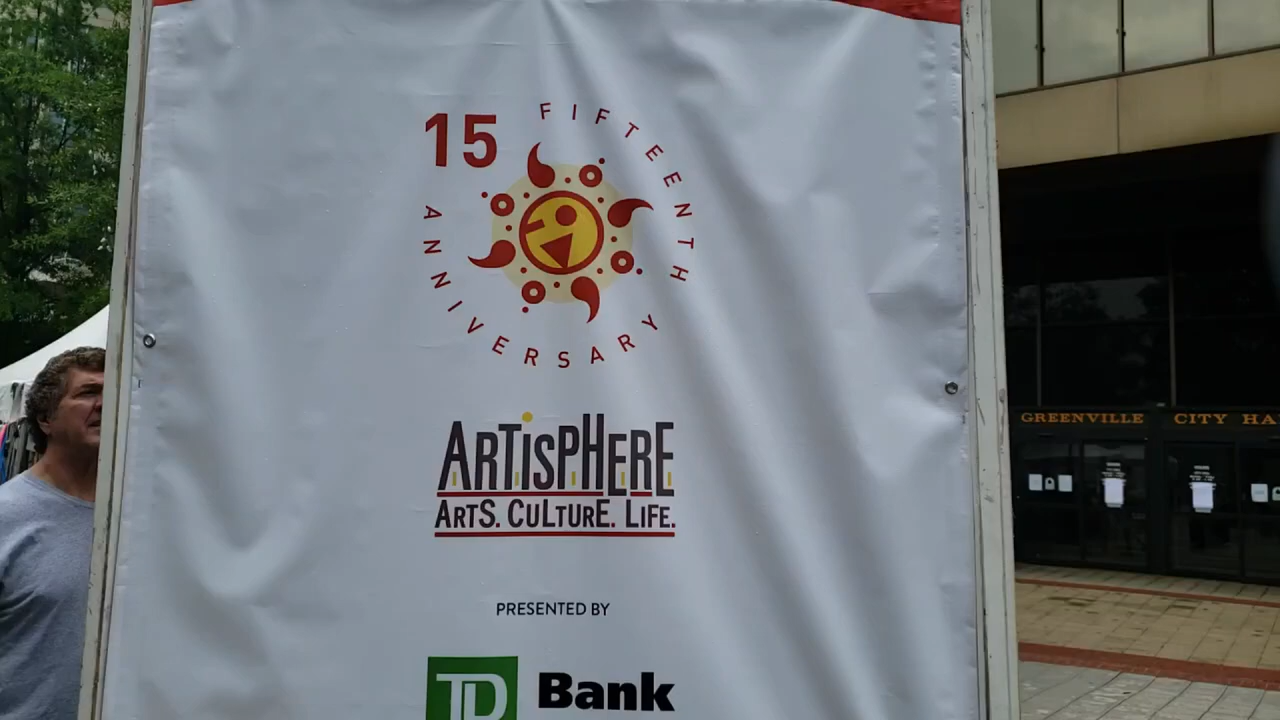 15
FIFTEENTH
ANNIVERSARY
ARTISPHERE
ARTS. CULTURE. LIFE.
PRESENTED BY
TD Bank
GREENVILLE CITY HA